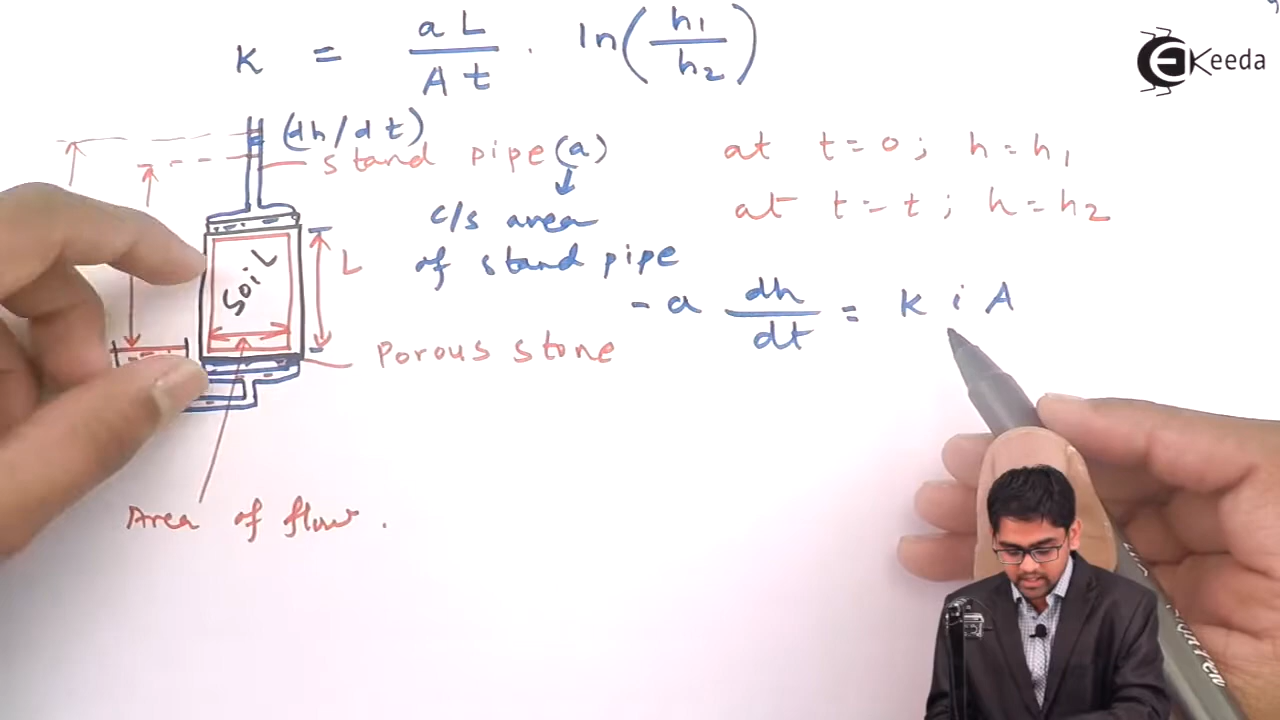 K = aL / At . ln(h1 / h2)
EKeeda
(dh/dt)
stand pipe (a)
c/s area
of stand pipe
at t=0; h=h1
at t=t; h=h2
- a dh/dt = K i A
Soil
L
Porous stone
Area of flow.